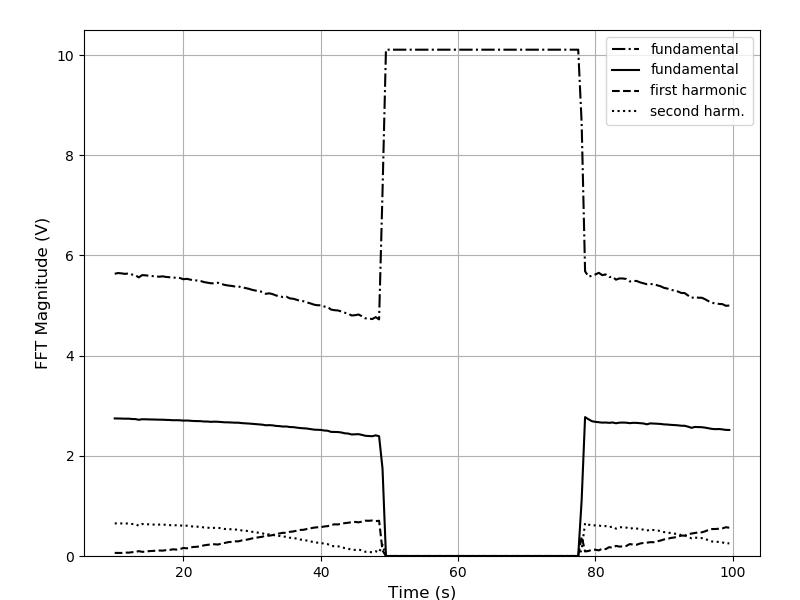 10
8
6
4
2
0
FFT Magnitude (V)
fundamental
fundamental
first harmonic
second harm.
20
40
60
80
100
Time (s)